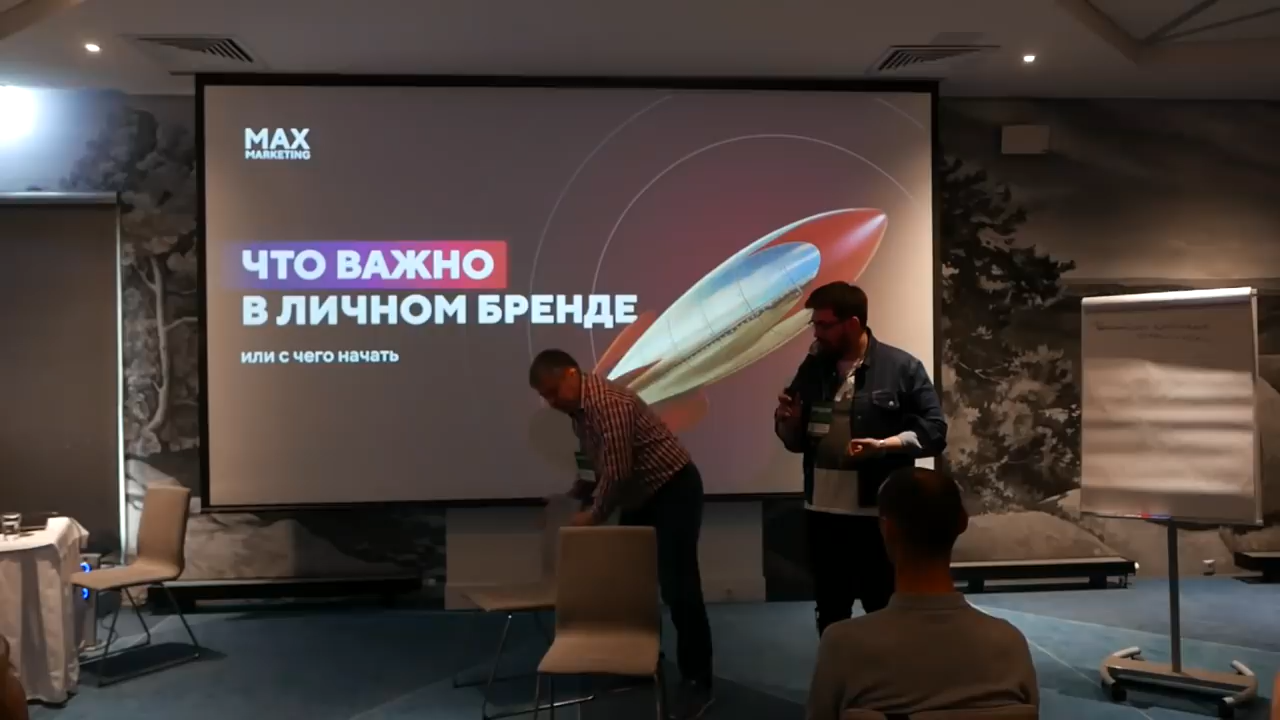 MAX
MARKETING
ЧТО ВАЖНО
В ЛИЧНОМ БРЕНДЕ
или с чего начать